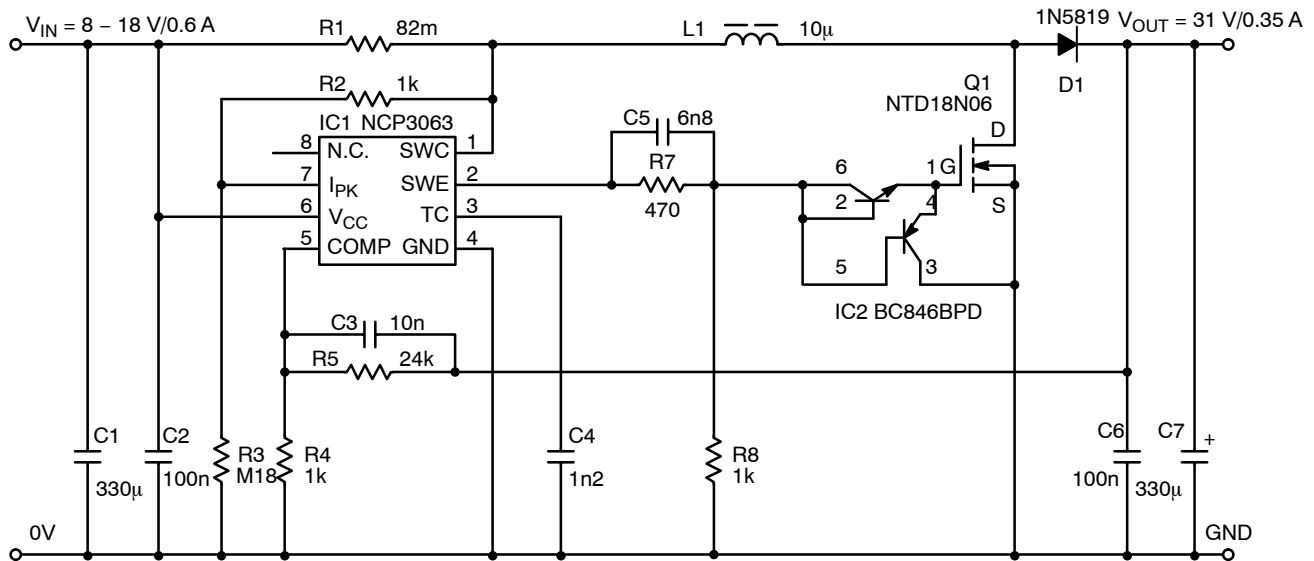 V_IN = 8 – 18 V/0.6 A
R1 82m
L1 10μ
1N5819
V_OUT = 31 V/0.35 A
D1
R2 1k
Q1
NTD18N06
IC1 NCP3063
C5 6n8
D
8 N.C. SWC 1
7 I_PK SWE 2
6 V_CC TC 3
5 COMP GND 4
R7
470
6
2
1 G
4
S
5
3
IC2 BC846BPD
C3 10n
R5 24k
C1
330μ
C2
100n
R3
M18
R4
1k
C4
1n2
R8
1k
C6
100n
C7
+
330μ
0V
GND